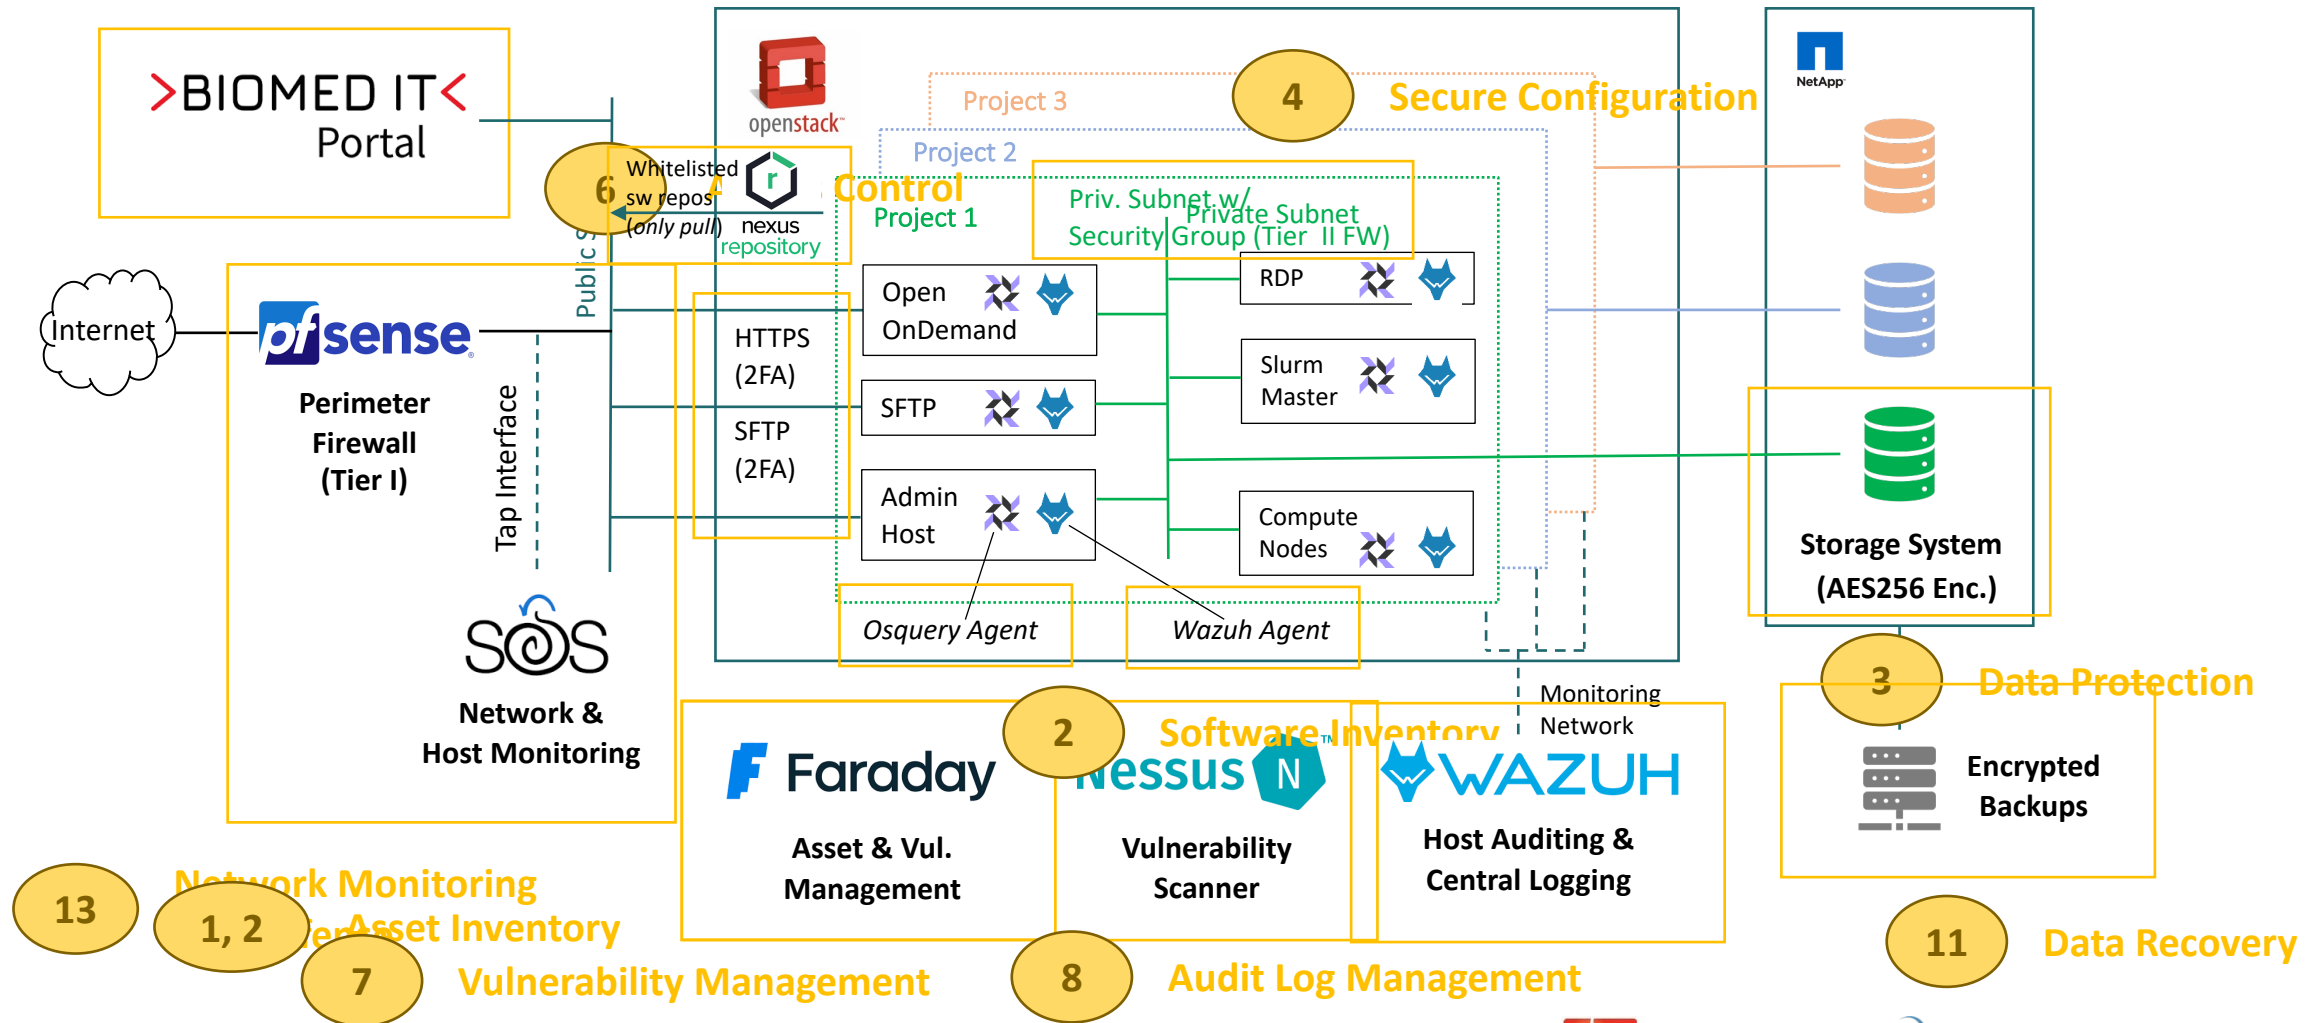 >BIOMED IT<
Portal
openstack™
Project 3
4
Secure Configuration
NetApp
Project 2
6
Whitelisted
sw repos
(only pull)
nexus
repository
Control
Project 1
Priv. Subnet w/
Private Subnet
Security Group (Tier II FW)
Public
Internet
pfsense
Perimeter
Firewall
(Tier I)
Tap Interface
HTTPS
(2FA)
SFTP
(2FA)
Open
OnDemand
SFTP
Admin
Host
RDP
Slurm
Master
Compute
Nodes
Osquery Agent
Wazuh Agent
Storage System
(AES256 Enc.)
SOS
Network &
Host Monitoring
3
Data Protection
Monitoring
Network
2
Software Inventory
Faraday
Asset & Vul.
Management
Nessus N
Vulnerability
Scanner
WAZUH
Host Auditing &
Central Logging
Encrypted
Backups
13
Network Monitoring
1, 2
Asset Inventory
7
Vulnerability Management
8
Audit Log Management
11
Data Recovery